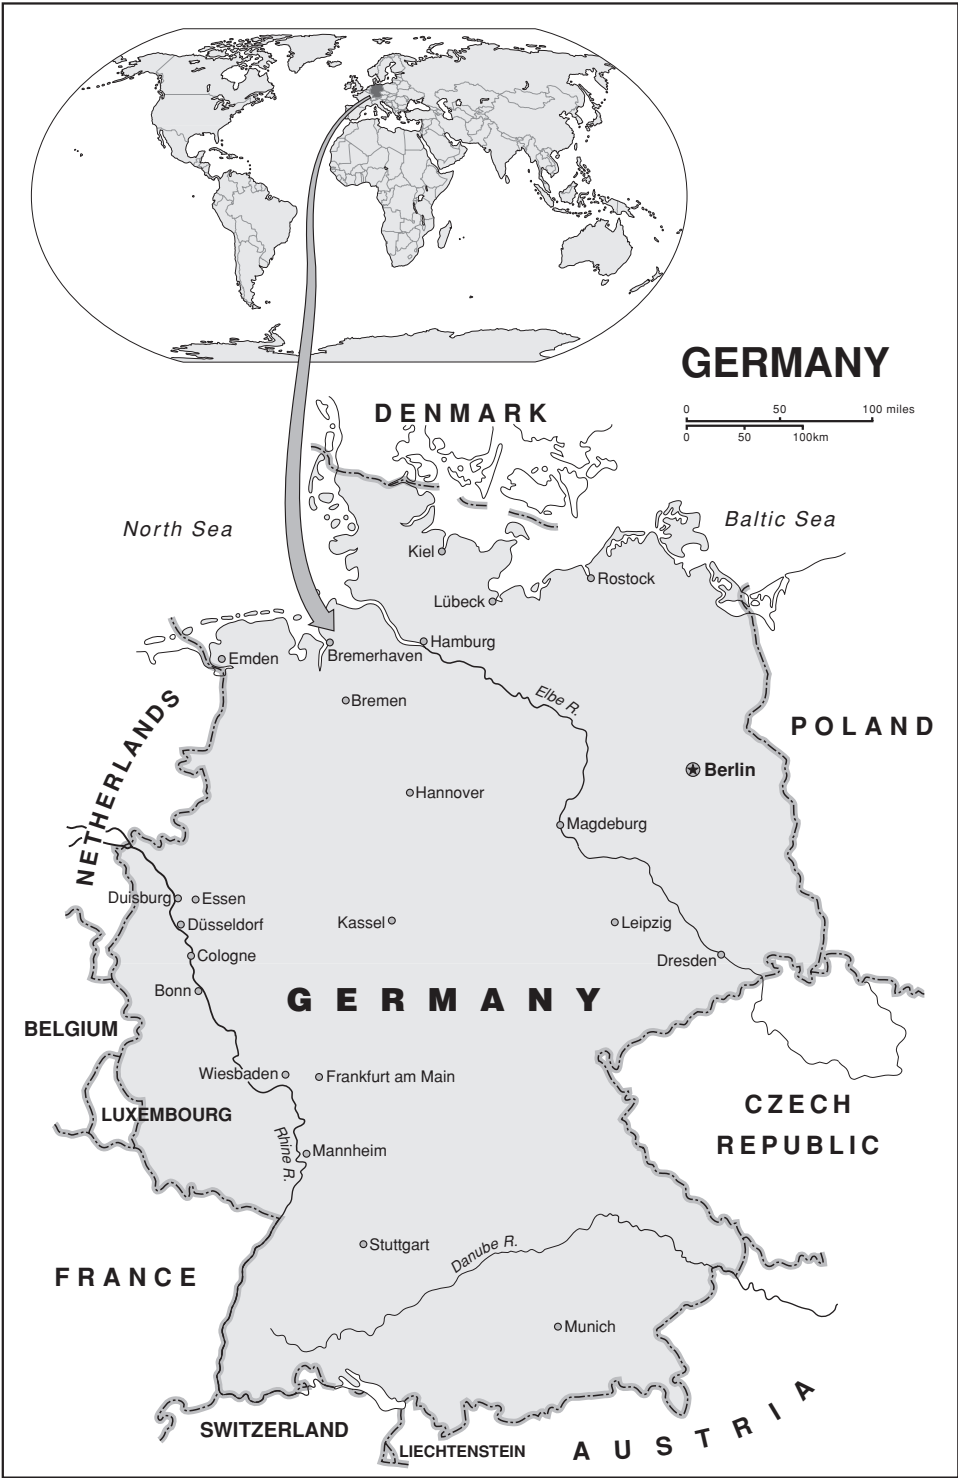 GERMANY
0 50 100 miles
0 50 100km
DENMARK
North Sea
Baltic Sea
Kiel
Rostock
Lübeck
Hamburg
Bremerhaven
Emden
Elbe R.
Bremen
NETHERLANDS
POLAND
Berlin
Hannover
Magdeburg
Duisburg
Essen
Düsseldorf
Kassel
Leipzig
Cologne
Dresden
Bonn
GERMANY
BELGIUM
Wiesbaden
Frankfurt am Main
LUXEMBOURG
CZECH
REPUBLIC
Rhine R.
Mannheim
Stuttgart
Danube R.
FRANCE
Munich
SWITZERLAND
LIECHTENSTEIN
AUSTRIA